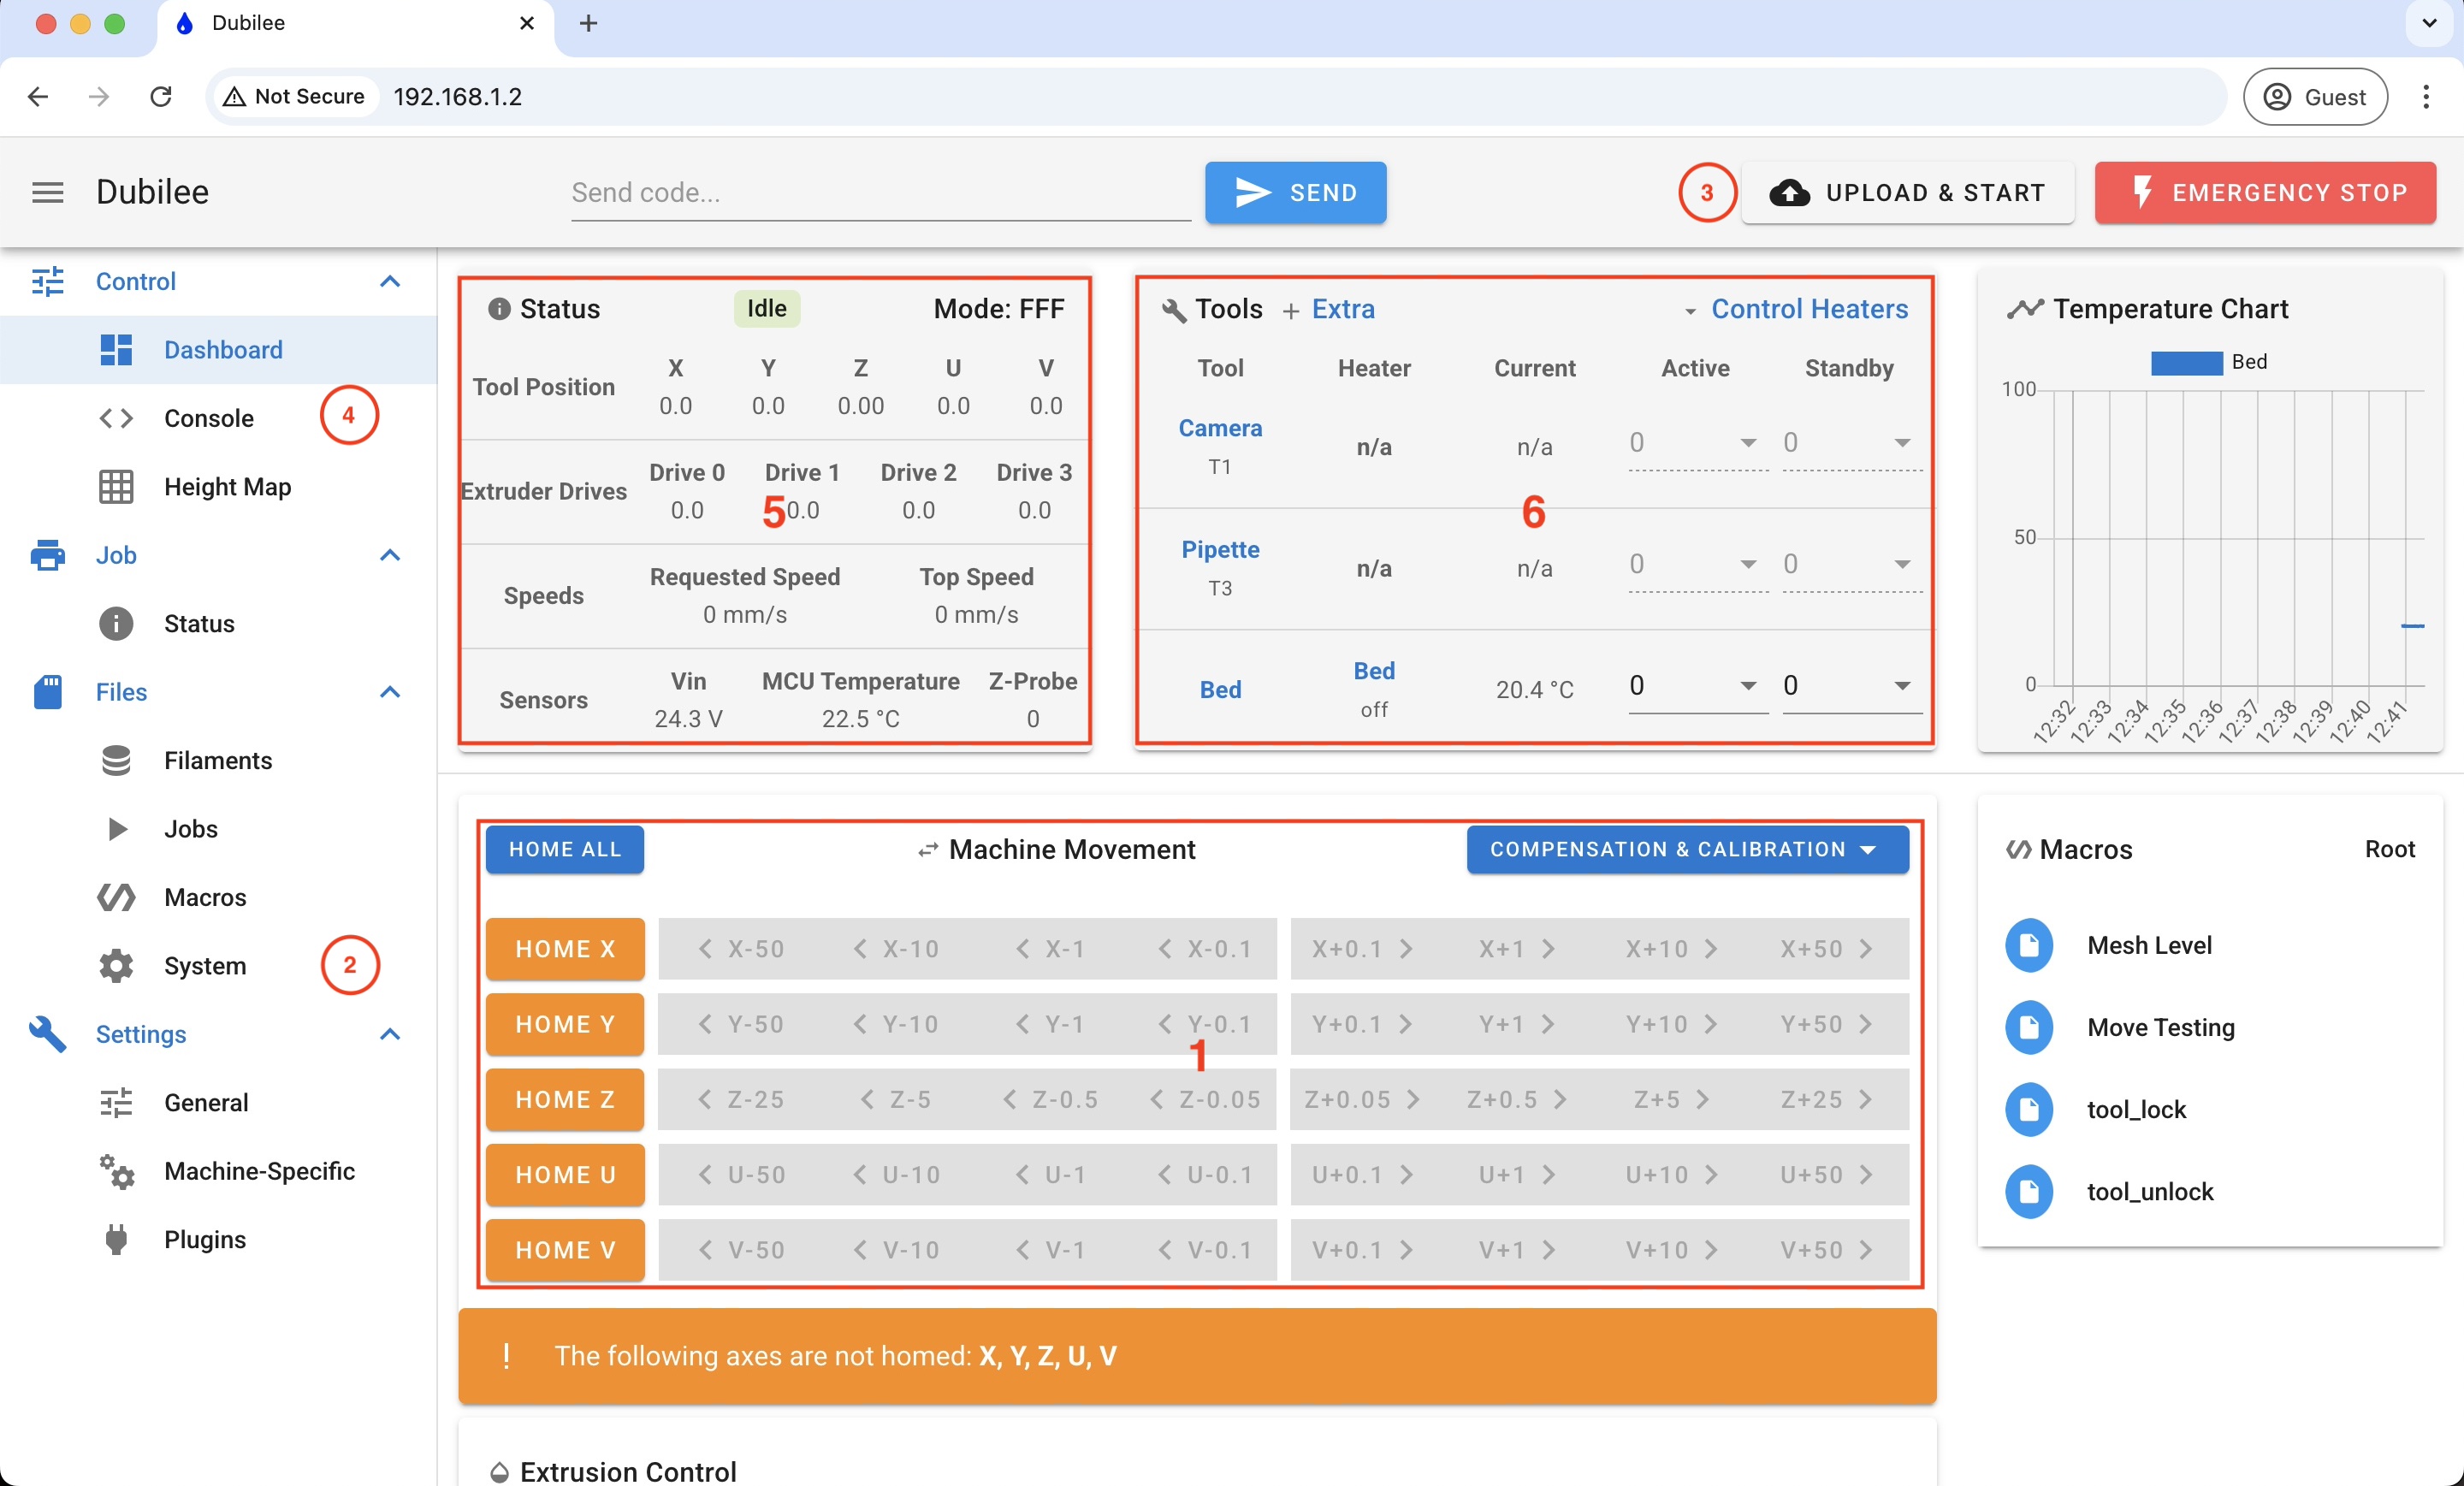 Dubilee
Not Secure 192.168.1.2 Guest
Dubilee Send code... SEND 3 UPLOAD & START EMERGENCY STOP
Control
Dashboard
Console 4
Height Map
Job
Status
Files
Filaments
Jobs
Macros
System 2
Settings
General
Machine-Specific
Plugins
Status Idle Mode: FFF
Tool Position X Y Z U V
0.0 0.0 0.00 0.0 0.0
Extruder Drives Drive 0 Drive 1 Drive 2 Drive 3
0.0 5 0.0 0.0 0.0
Speeds Requested Speed Top Speed
0 mm/s 0 mm/s
Sensors Vin MCU Temperature Z-Probe
24.3 V 22.5 °C 0
Tools + Extra Control Heaters
Tool Heater Current Active Standby
Camera n/a n/a 0 0
T1
6
Pipette n/a n/a 0 0
T3
Bed Bed 20.4 °C 0 0
off
Temperature Chart
Bed
100
50
0
12:32 12:33 12:34 12:35 12:36 12:37 12:38 12:39 12:40 12:41
HOME ALL Machine Movement COMPENSATION & CALIBRATION
HOME X X-50 X-10 X-1 X-0.1 X+0.1 X+1 X+10 X+50
HOME Y Y-50 Y-10 Y-1 Y-0.1 Y+0.1 Y+1 Y+10 Y+50
1
HOME Z Z-25 Z-5 Z-0.5 Z-0.05 Z+0.05 Z+0.5 Z+5 Z+25
HOME U U-50 U-10 U-1 U-0.1 U+0.1 U+1 U+10 U+50
HOME V V-50 V-10 V-1 V-0.1 V+0.1 V+1 V+10 V+50
! The following axes are not homed: X, Y, Z, U, V
Extrusion Control
Macros Root
Mesh Level
Move Testing
tool_lock
tool_unlock